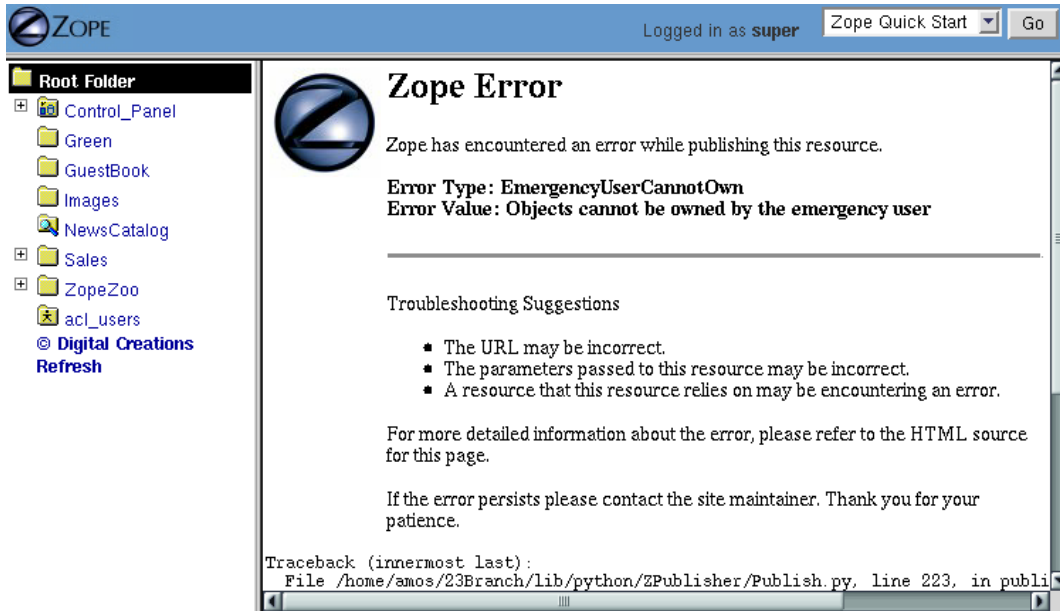 ZOPE
Logged in as super
Zope Quick Start
Go
Root Folder
Control_Panel
Green
GuestBook
Images
NewsCatalog
Sales
ZopeZoo
acl_users
© Digital Creations
Refresh
Zope Error
Zope has encountered an error while publishing this resource.
Error Type: EmergencyUserCannotOwn
Error Value: Objects cannot be owned by the emergency user
Troubleshooting Suggestions
The URL may be incorrect.
The parameters passed to this resource may be incorrect.
A resource that this resource relies on may be encountering an error.
For more detailed information about the error, please refer to the HTML source
for this page.
If the error persists please contact the site maintainer. Thank you for your
patience.
Traceback (innermost last):
File /home/amos/23Branch/lib/python/ZPublisher/Publish.py, line 223, in publi